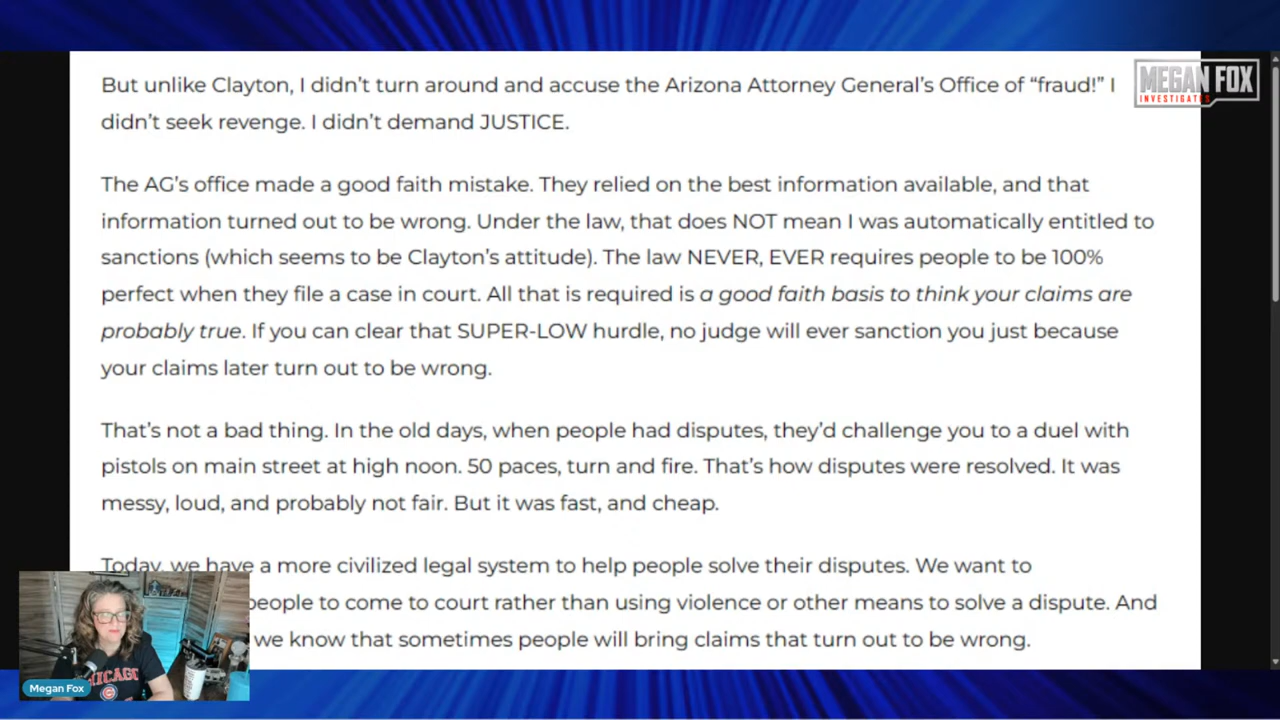 MEGAN FOX
INVESTIGATES
But unlike Clayton, I didn’t turn around and accuse the Arizona Attorney General’s Office of “fraud!” I
didn’t seek revenge. I didn’t demand JUSTICE.
The AG’s office made a good faith mistake. They relied on the best information available, and that
information turned out to be wrong. Under the law, that does NOT mean I was automatically entitled to
sanctions (which seems to be Clayton’s attitude). The law NEVER, EVER requires people to be 100%
perfect when they file a case in court. All that is required is a good faith basis to think your claims are
probably true. If you can clear that SUPER-LOW hurdle, no judge will ever sanction you just because
your claims later turn out to be wrong.
That’s not a bad thing. In the old days, when people had disputes, they’d challenge you to a duel with
pistols on main street at high noon. 50 paces, turn and fire. That’s how disputes were resolved. It was
messy, loud, and probably not fair. But it was fast, and cheap.
Today, we have a more civilized legal system to help people solve their disputes. We want to
people to come to court rather than using violence or other means to solve a dispute. And
we know that sometimes people will bring claims that turn out to be wrong.
CHICAGO
Megan Fox